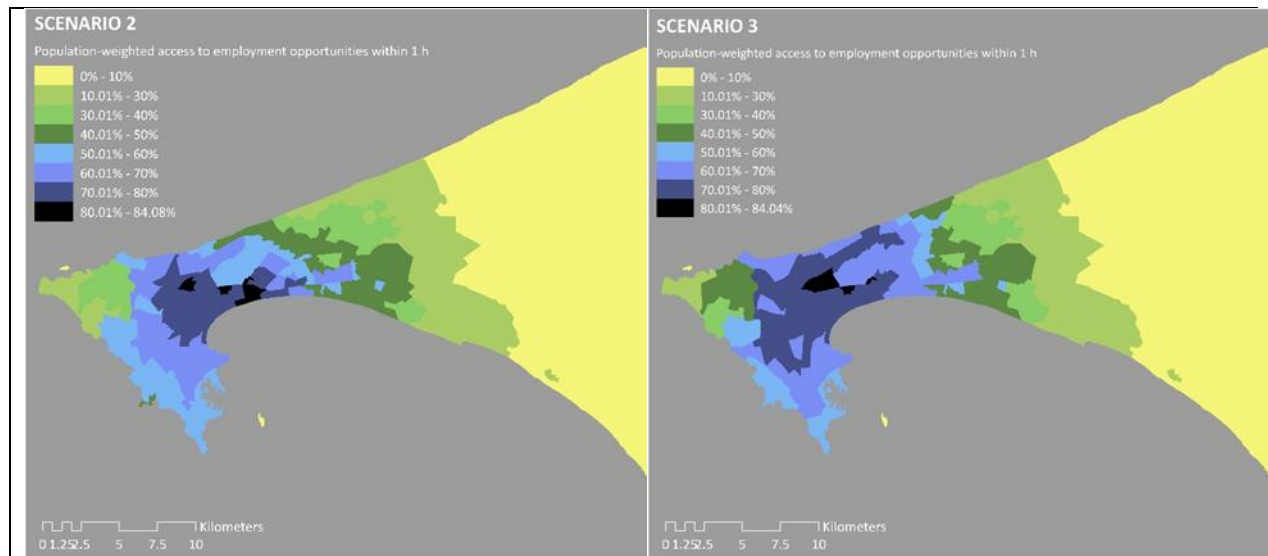 SCENARIO 2
Population-weighted access to employment opportunities within 1 h
0% - 10%
10.01% - 30%
30.01% - 40%
40.01% - 50%
50.01% - 60%
60.01% - 70%
70.01% - 80%
80.01% - 84.08%
Kilometers
0 1.252.5 5 7.5 10
SCENARIO 3
Population-weighted access to employment opportunities within 1 h
0% - 10%
10.01% - 30%
30.01% - 40%
40.01% - 50%
50.01% - 60%
60.01% - 70%
70.01% - 80%
80.01% - 84.04%
Kilometers
0 1.252.5 5 7.5 10